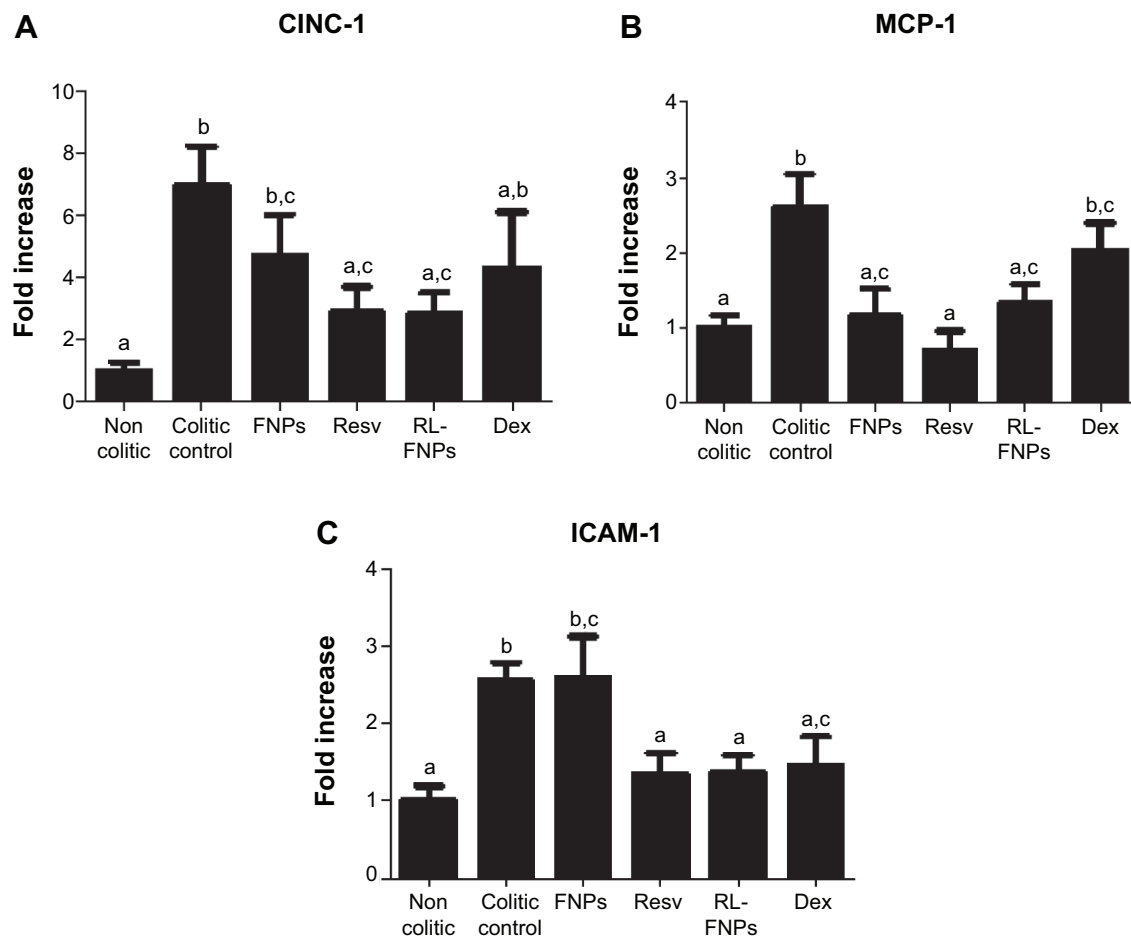 A
CINC-1
Fold increase
10
8
6
4
2
0
a
b
b,c
a,c
a,c
a,b
Non
colitic
Colitic
control
FNPs
Resv
RL-
FNPs
Dex
B
MCP-1
Fold increase
4
3
2
1
0
a
b
a,c
a
a,c
b,c
Non
colitic
Colitic
control
FNPs
Resv
RL-
FNPs
Dex
C
ICAM-1
Fold increase
4
3
2
1
0
a
b
b,c
a
a
a,c
Non
colitic
Colitic
control
FNPs
Resv
RL-
FNPs
Dex